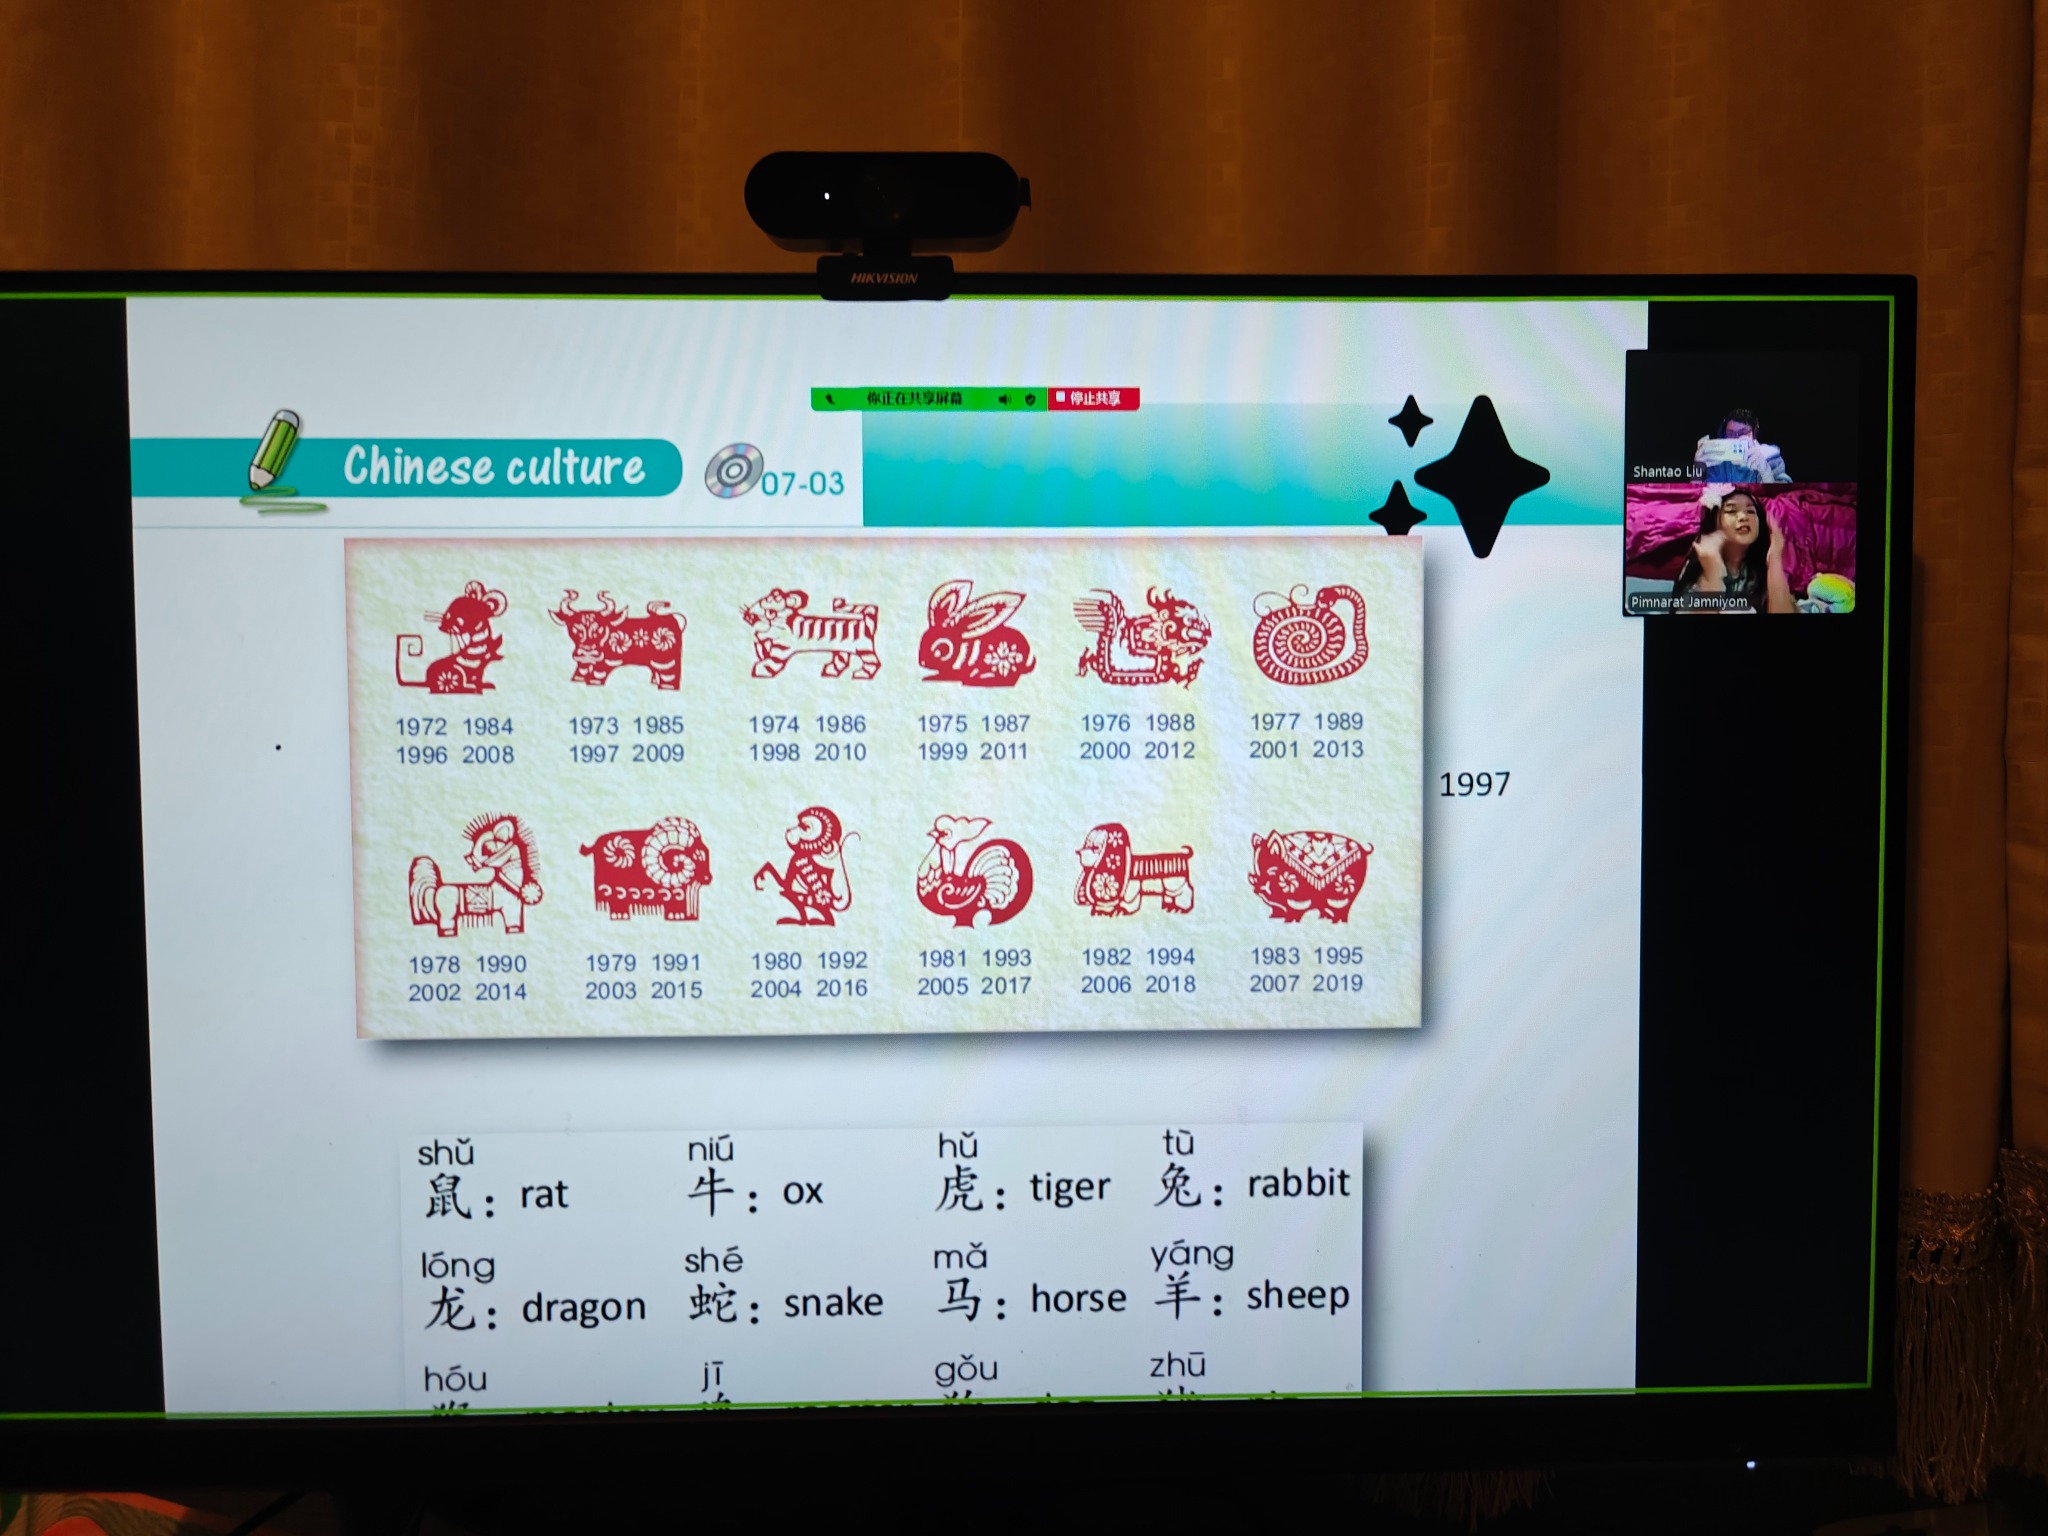 HIKVISION
你正在共享屏幕 停止共享
Chinese culture 07-03
Shantao Liu
Pimnarat Jamniyom
1972 1984 1973 1985 1974 1986 1975 1987 1976 1988 1977 1989
1996 2008 1997 2009 1998 2010 1999 2011 2000 2012 2001 2013
1997
1978 1990 1979 1991 1980 1992 1981 1993 1982 1994 1983 1995
2002 2014 2003 2015 2004 2016 2005 2017 2006 2018 2007 2019
shǔ niú hǔ tù
鼠：rat 牛：ox 虎：tiger 兔：rabbit
lóng shé mǎ yáng
龙：dragon 蛇：snake 马：horse 羊：sheep
hóu jī gǒu zhū